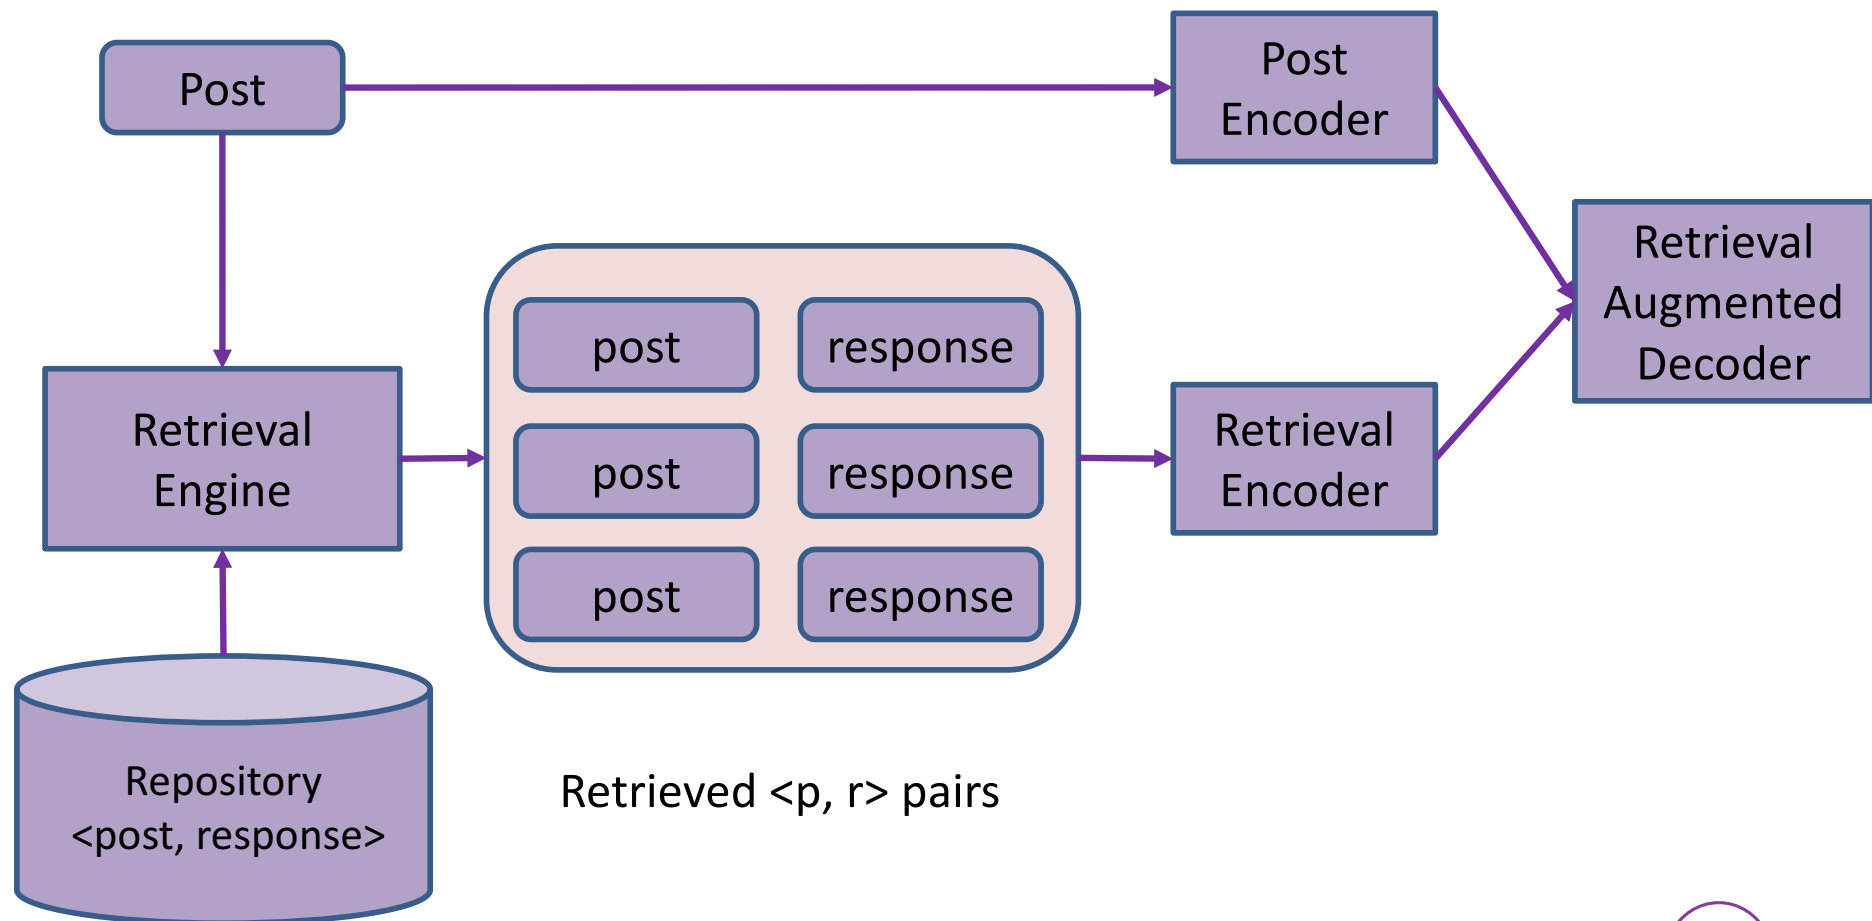 Post
Post
Encoder
Retrieval
Augmented
Decoder
post response
Retrieval
Engine
post response
Retrieval
Encoder
post response
Repository
<post, response>
Retrieved <p, r> pairs